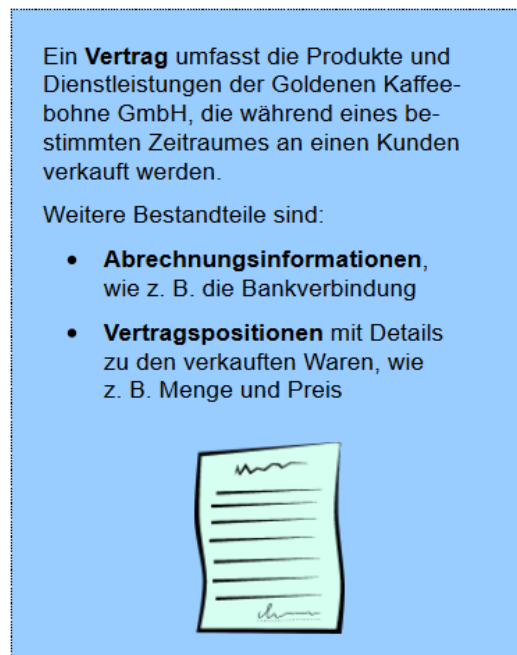 Ein Vertrag umfasst die Produkte und
Dienstleistungen der Goldenen Kaffee-
bohne GmbH, die während eines be-
stimmten Zeitraumes an einen Kunden
verkauft werden.
Weitere Bestandteile sind:
• Abrechnungsinformationen,
wie z. B. die Bankverbindung
• Vertragspositionen mit Details
zu den verkauften Waren, wie
z. B. Menge und Preis